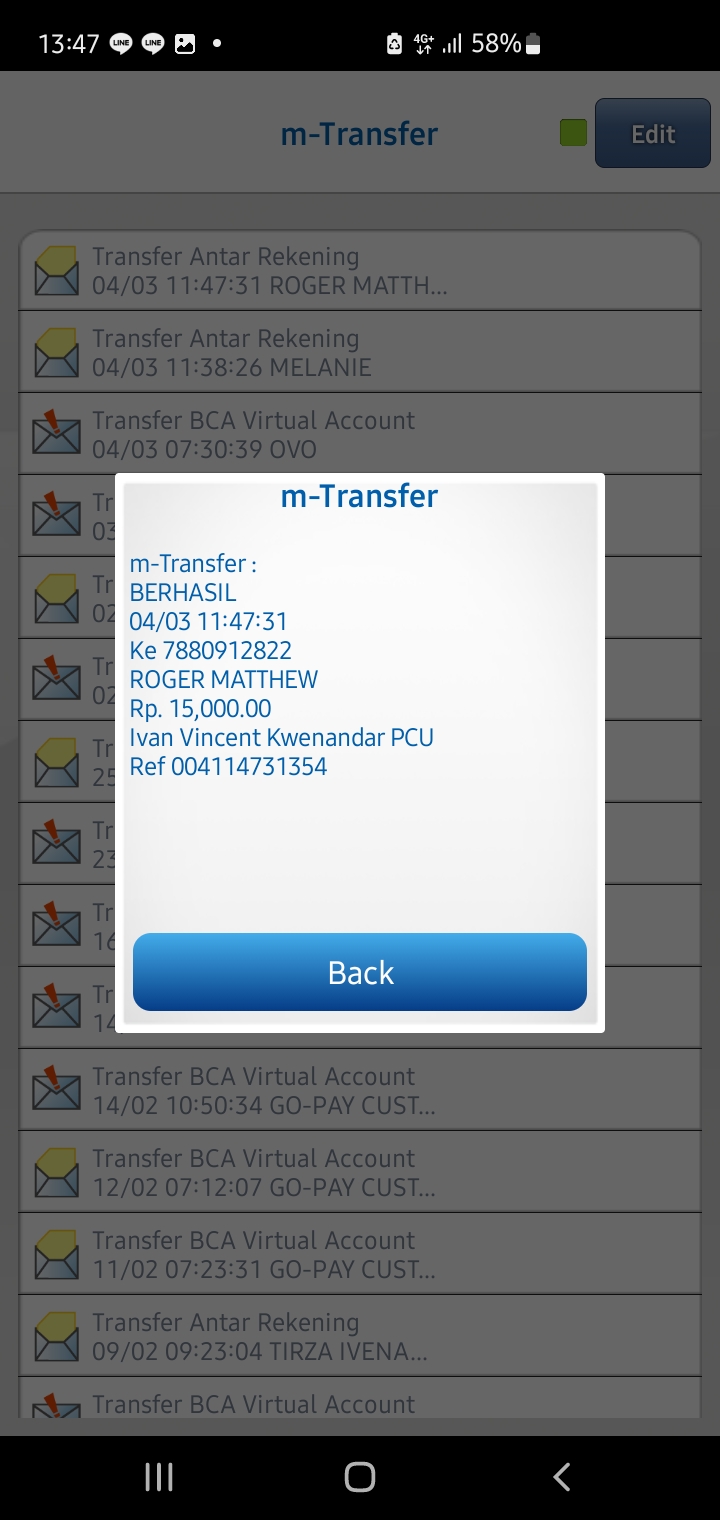 13:47 LINE LINE 4G+ 58%
m-Transfer
Edit
Transfer Antar Rekening
04/03 11:47:31 ROGER MATTH...
Transfer Antar Rekening
04/03 11:38:26 MELANIE
Transfer BCA Virtual Account
04/03 07:30:39 OVO
Tr
03
Tr
02
Tr
02
Tr
25
Tr
23
Tr
16
Tr
14
m-Transfer
m-Transfer :
BERHASIL
04/03 11:47:31
Ke 7880912822
ROGER MATTHEW
Rp. 15,000.00
Ivan Vincent Kwenandar PCU
Ref 004114731354
Back
Transfer BCA Virtual Account
14/02 10:50:34 GO-PAY CUST...
Transfer BCA Virtual Account
12/02 07:12:07 GO-PAY CUST...
Transfer BCA Virtual Account
11/02 07:23:31 GO-PAY CUST...
Transfer Antar Rekening
09/02 09:23:04 TIRZA IVENA...
Transfer BCA Virtual Account